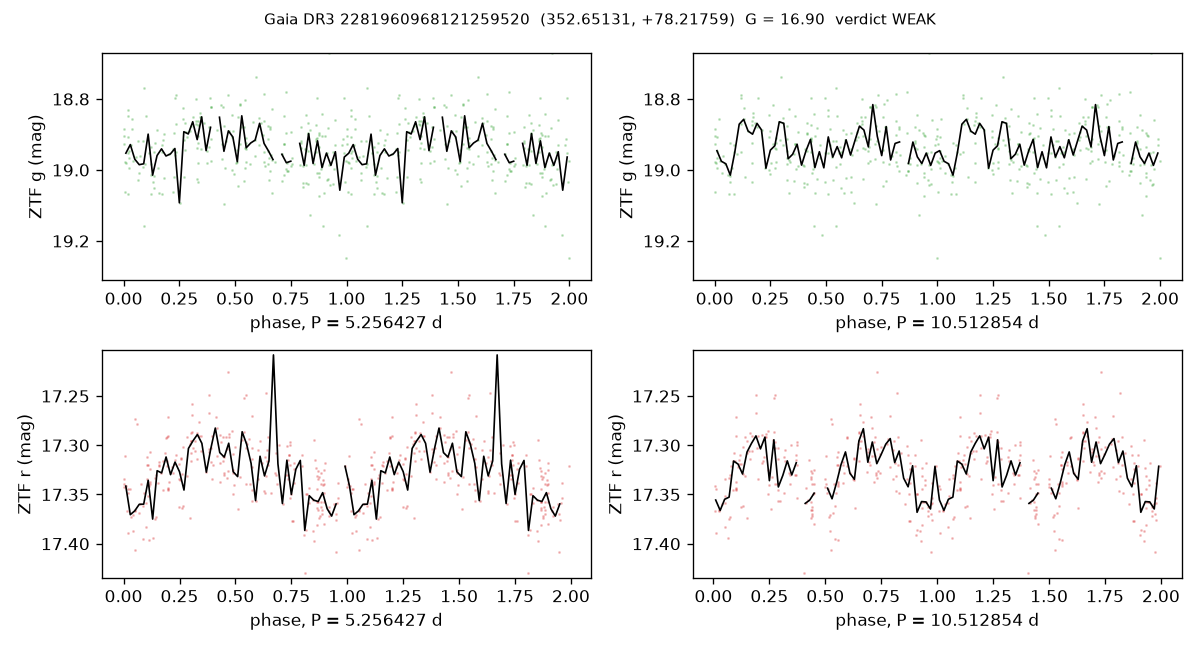 Gaia DR3 2281960968121259520 (352.65131, +78.21759) G = 16.90 verdict WEAK
ZTF g (mag)
18.8
19.0
19.2
0.00 0.25 0.50 0.75 1.00 1.25 1.50 1.75 2.00
phase, P = 5.256427 d
ZTF g (mag)
18.8
19.0
19.2
0.00 0.25 0.50 0.75 1.00 1.25 1.50 1.75 2.00
phase, P = 10.512854 d
ZTF r (mag)
17.25
17.30
17.35
17.40
0.00 0.25 0.50 0.75 1.00 1.25 1.50 1.75 2.00
phase, P = 5.256427 d
ZTF r (mag)
17.25
17.30
17.35
17.40
0.00 0.25 0.50 0.75 1.00 1.25 1.50 1.75 2.00
phase, P = 10.512854 d